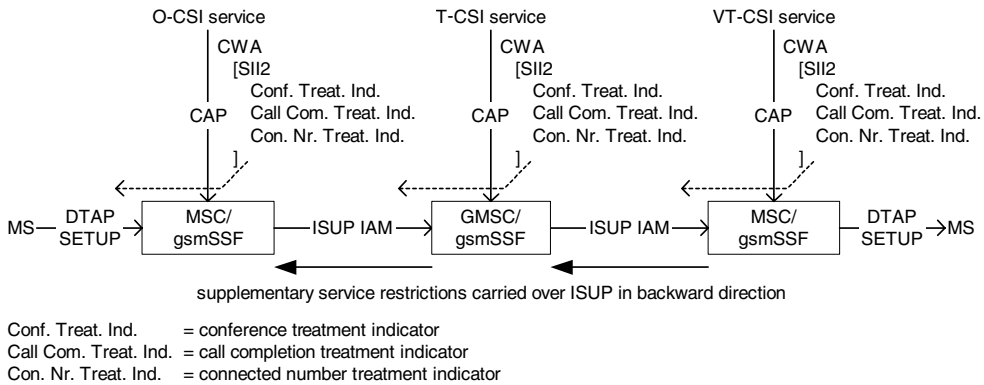 O-CSI service T-CSI service VT-CSI service
CWA CWA CWA
[SII2 [SII2 [SII2
Conf. Treat. Ind. Conf. Treat. Ind. Conf. Treat. Ind.
CAP Call Com. Treat. Ind. CAP Call Com. Treat. Ind. CAP Call Com. Treat. Ind.
Con. Nr. Treat. Ind. Con. Nr. Treat. Ind. Con. Nr. Treat. Ind.
] ] ]
MS DTAP SETUP MSC/ gsmSSF ISUP IAM GMSC/ gsmSSF ISUP IAM MSC/ gsmSSF DTAP SETUP MS
supplementary service restrictions carried over ISUP in backward direction
Conf. Treat. Ind. = conference treatment indicator
Call Com. Treat. Ind. = call completion treatment indicator
Con. Nr. Treat. Ind. = connected number treatment indicator